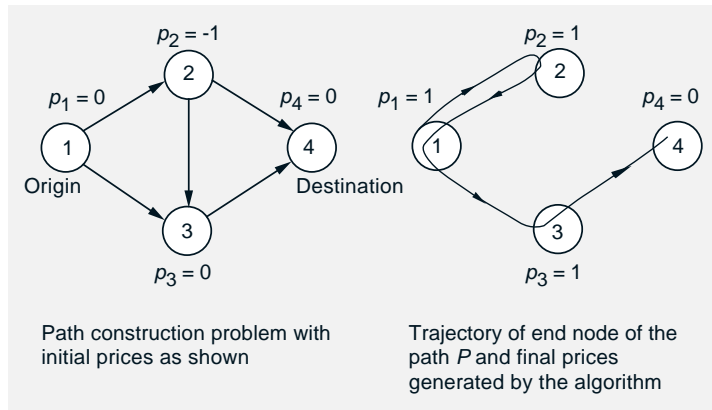 p2 = -1
p1 = 0
2
p4 = 0
1
4
Origin
Destination
3
p3 = 0
Path construction problem with
initial prices as shown
p2 = 1
p1 = 1
2
p4 = 0
1
4
3
p3 = 1
Trajectory of end node of the
path P and final prices
generated by the algorithm